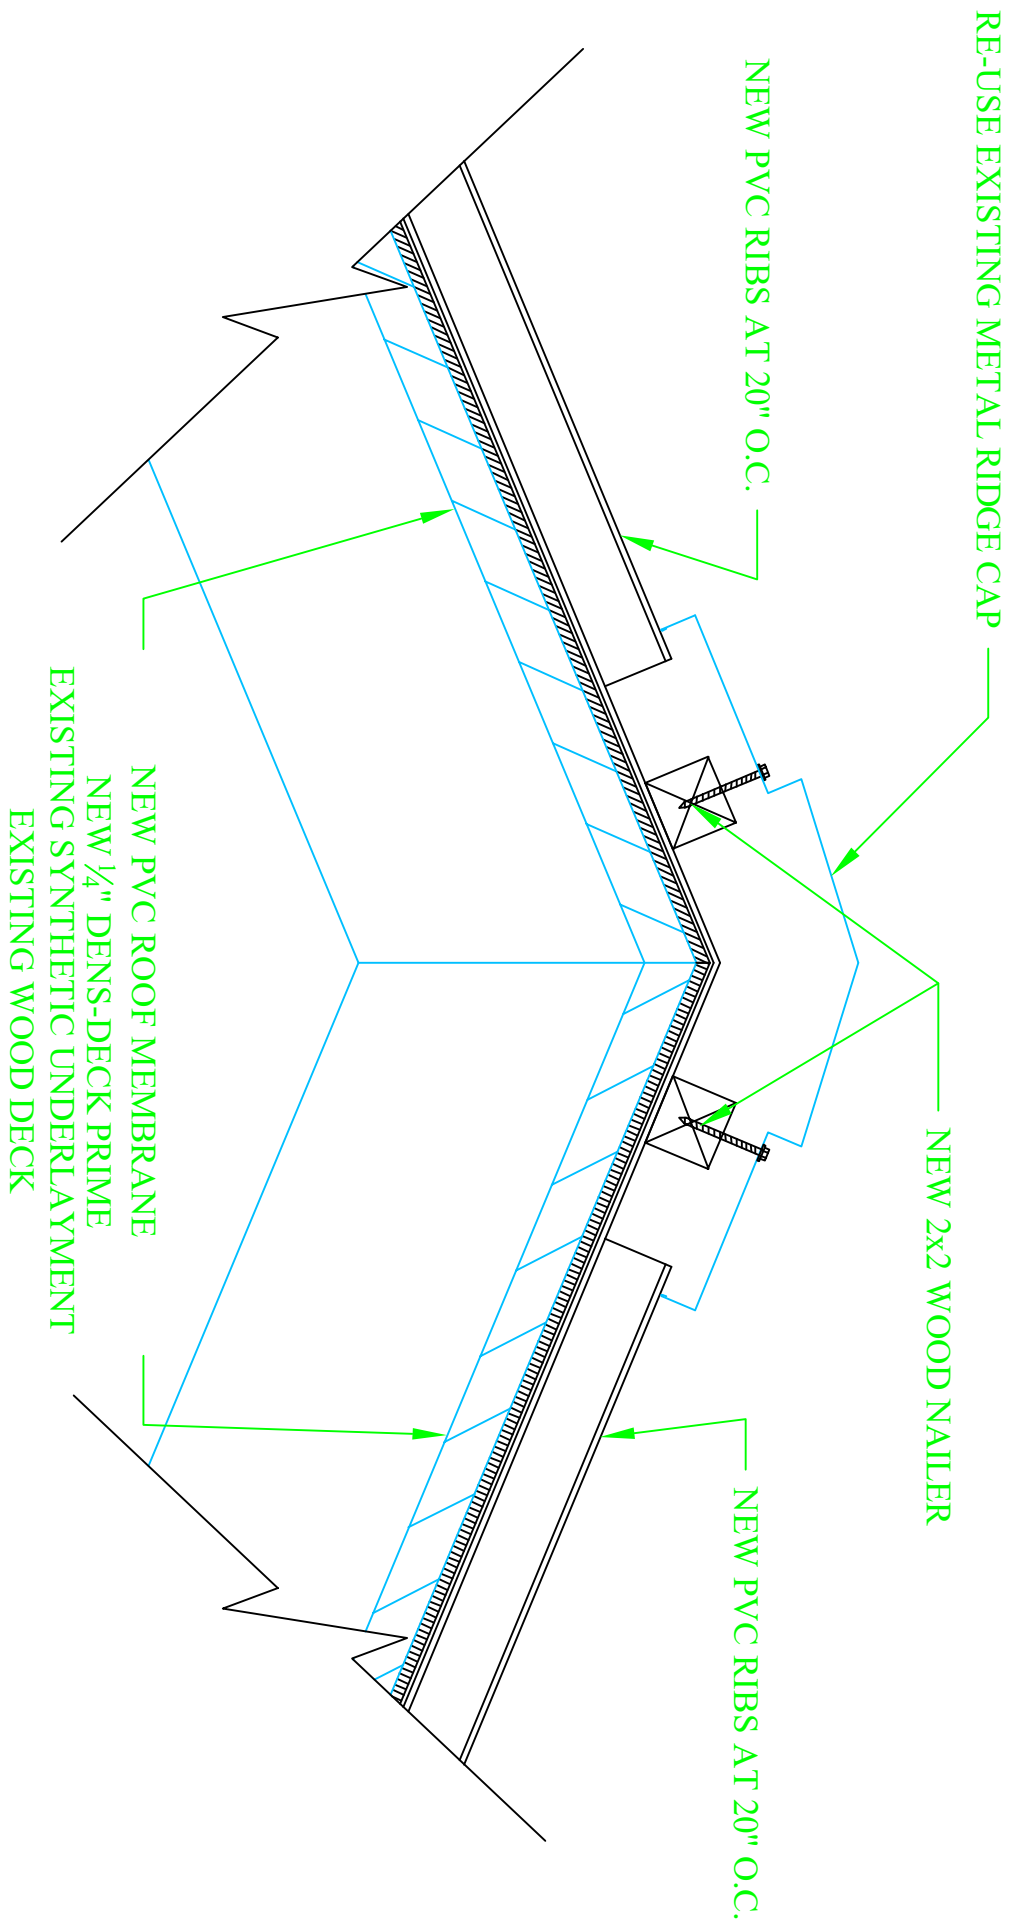 RE-USE EXISTING METAL RIDGE CAP
NEW 2x2 WOOD NAILER
NEW PVC RIBS AT 20" O.C.
NEW PVC RIBS AT 20" O.C.
NEW PVC ROOF MEMBRANE
NEW 1/4" DENS-DECK PRIME
EXISTING SYNTHETIC UNDERLAYMENT
EXISTING WOOD DECK